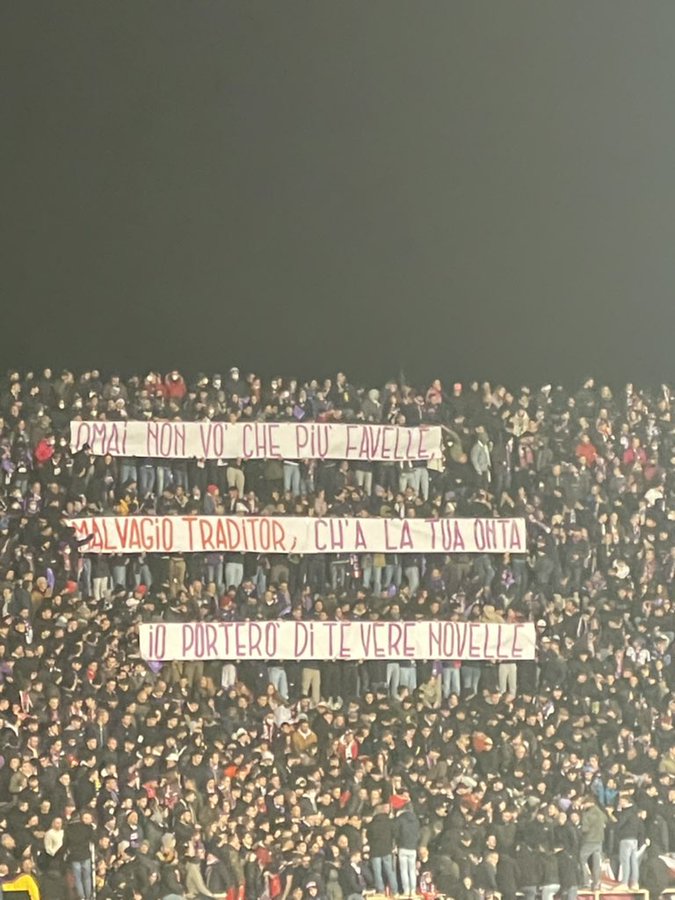 OMAI NON VO' CHE PIU' FAVELLE,
MALVAGIO TRADITOR, CH'A LA TUA ONTA
iO PORTERO' Di TE VERE NOVELLE